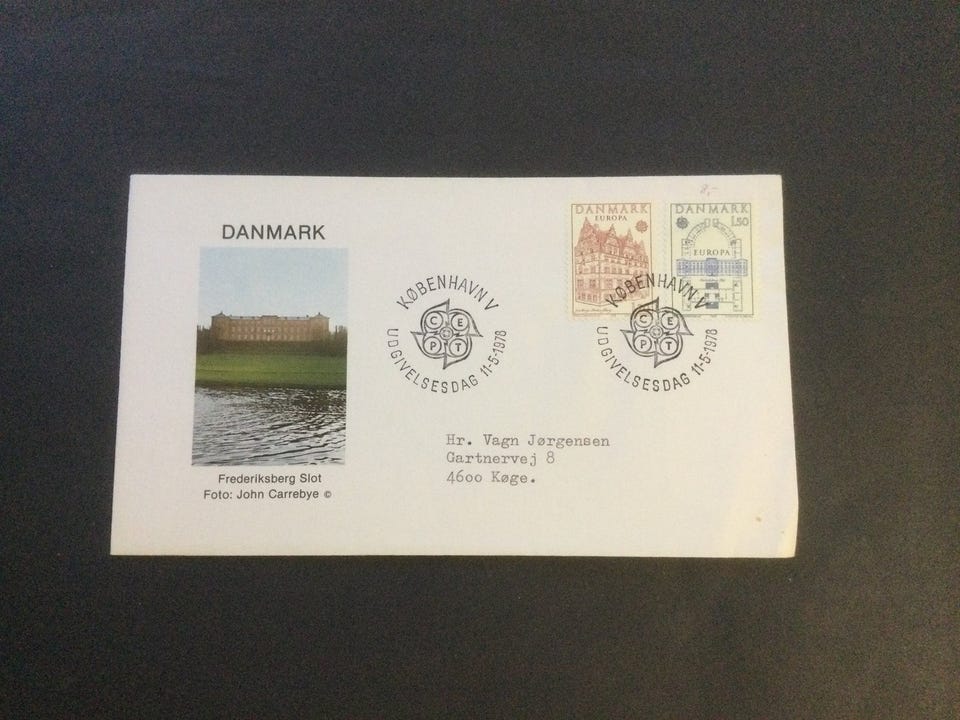 DANMARK
Frederiksberg Slot
Foto: John Carrebye ©
KØBENHAVN V
C E
P T
UDGIVELSESDAG 11-5-1978
8,-
DANMARK
EUROPA
DANMARK
1.50
EUROPA
KØBENHAVN V
C E
P T
UDGIVELSESDAG 11-5-1978
Hr. Vagn Jørgensen
Gartnervej 8
4600 Køge.